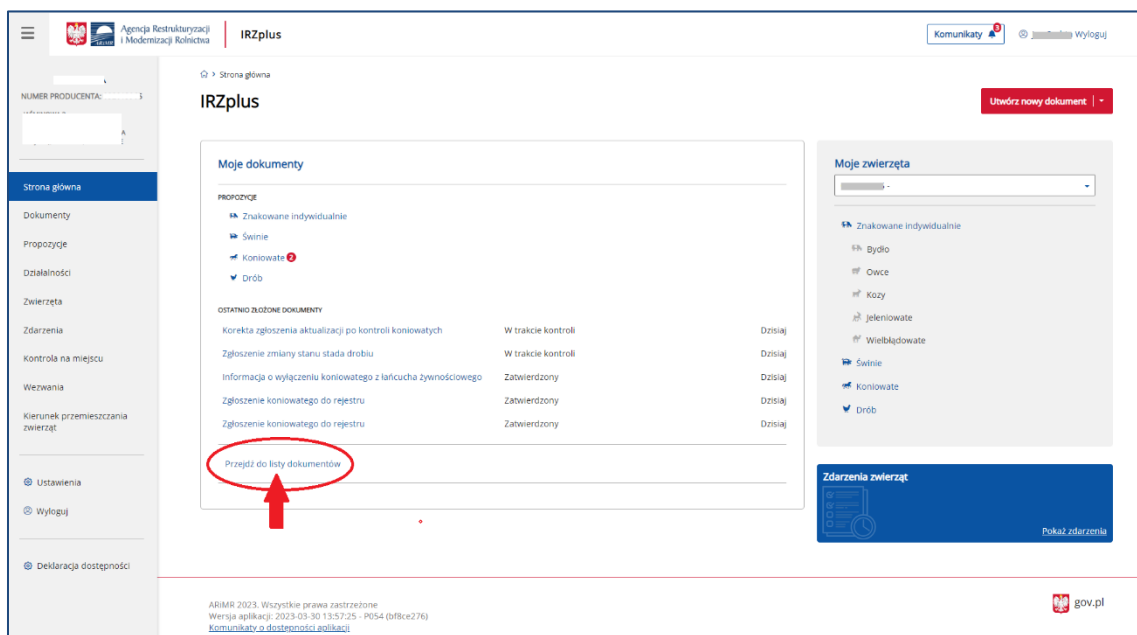 Agencja Restrukturyzacji
i Modernizacji Rolnictwa
IRZplus
Komunikaty 3
Wyloguj
NUMER PRODUCENTA:
Strona główna
Dokumenty
Propozycje
Działalności
Zwierzęta
Zdarzenia
Kontrola na miejscu
Wezwania
Kierunek przemieszczania
zwierząt
Ustawienia
Wyloguj
Deklaracja dostępności
> Strona główna
IRZplus
Utwórz nowy dokument
Moje dokumenty
PROPOZYCJE
Znakowane indywidualnie
Świnie
Koniowate 2
Drób
OSTATNIO ZŁOŻONE DOKUMENTY
Korekta zgłoszenia aktualizacji po kontroli koniowatych W trakcie kontroli Dzisiaj
Zgłoszenie zmiany stanu stada drobiu W trakcie kontroli Dzisiaj
Informacja o wyłączeniu koniowatego z łańcucha żywnościowego Zatwierdzony Dzisiaj
Zgłoszenie koniowatego do rejestru Zatwierdzony Dzisiaj
Zgłoszenie koniowatego do rejestru Zatwierdzony Dzisiaj
Przejdź do listy dokumentów
Moje zwierzęta
Znakowane indywidualnie
Bydło
Owce
Kozy
Jeleniowate
Wielbłądowate
Świnie
Koniowate
Drób
Zdarzenia zwierząt
Pokaż zdarzenia
ARiMR 2023. Wszystkie prawa zastrzeżone
Wersja aplikacji: 2023-03-30 13:57:25 - P054 (bf8ce276)
Komunikaty o dostępności aplikacji
gov.pl